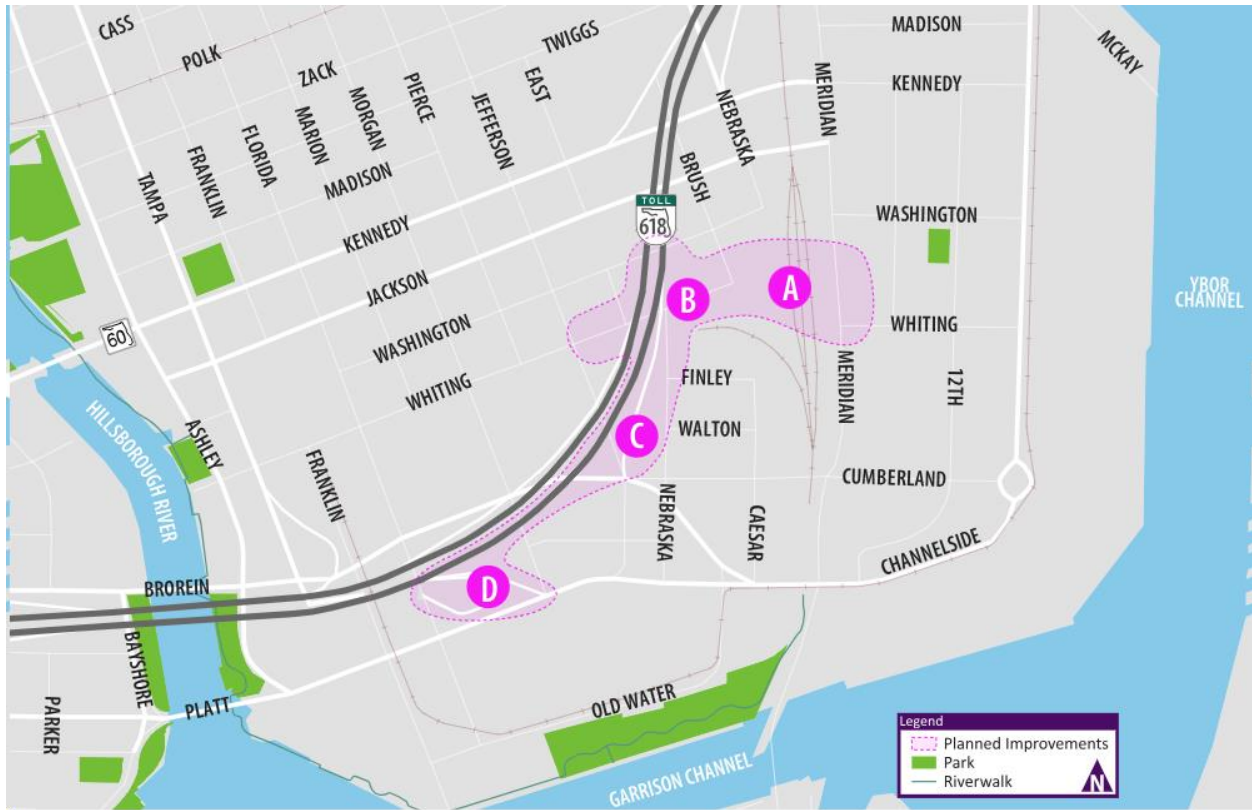 CASS
POLK
ZACK
TWIGGS
MADISON
MCKAY
KENNEDY
TAMPA
FRANKLIN
FLORIDA
MARION
MORGAN
PIERCE
JEFFERSON
EAST
NEBRASKA
MERIDIAN
BRUSH
MADISON
KENNEDY
JACKSON
WASHINGTON
WHITING
TOLL
618
WASHINGTON
YBOR
CHANNEL
A
B
WHITING
60
FINLEY
MERIDIAN
12TH
C
WALTON
HILLSBOROUGH RIVER
ASHLEY
FRANKLIN
CUMBERLAND
NEBRASKA
CAESAR
CHANNELSIDE
BROREIN
D
BAYSHORE
PLATT
PARKER
OLD WATER
GARRISON CHANNEL
Legend
Planned Improvements
Park
Riverwalk
N